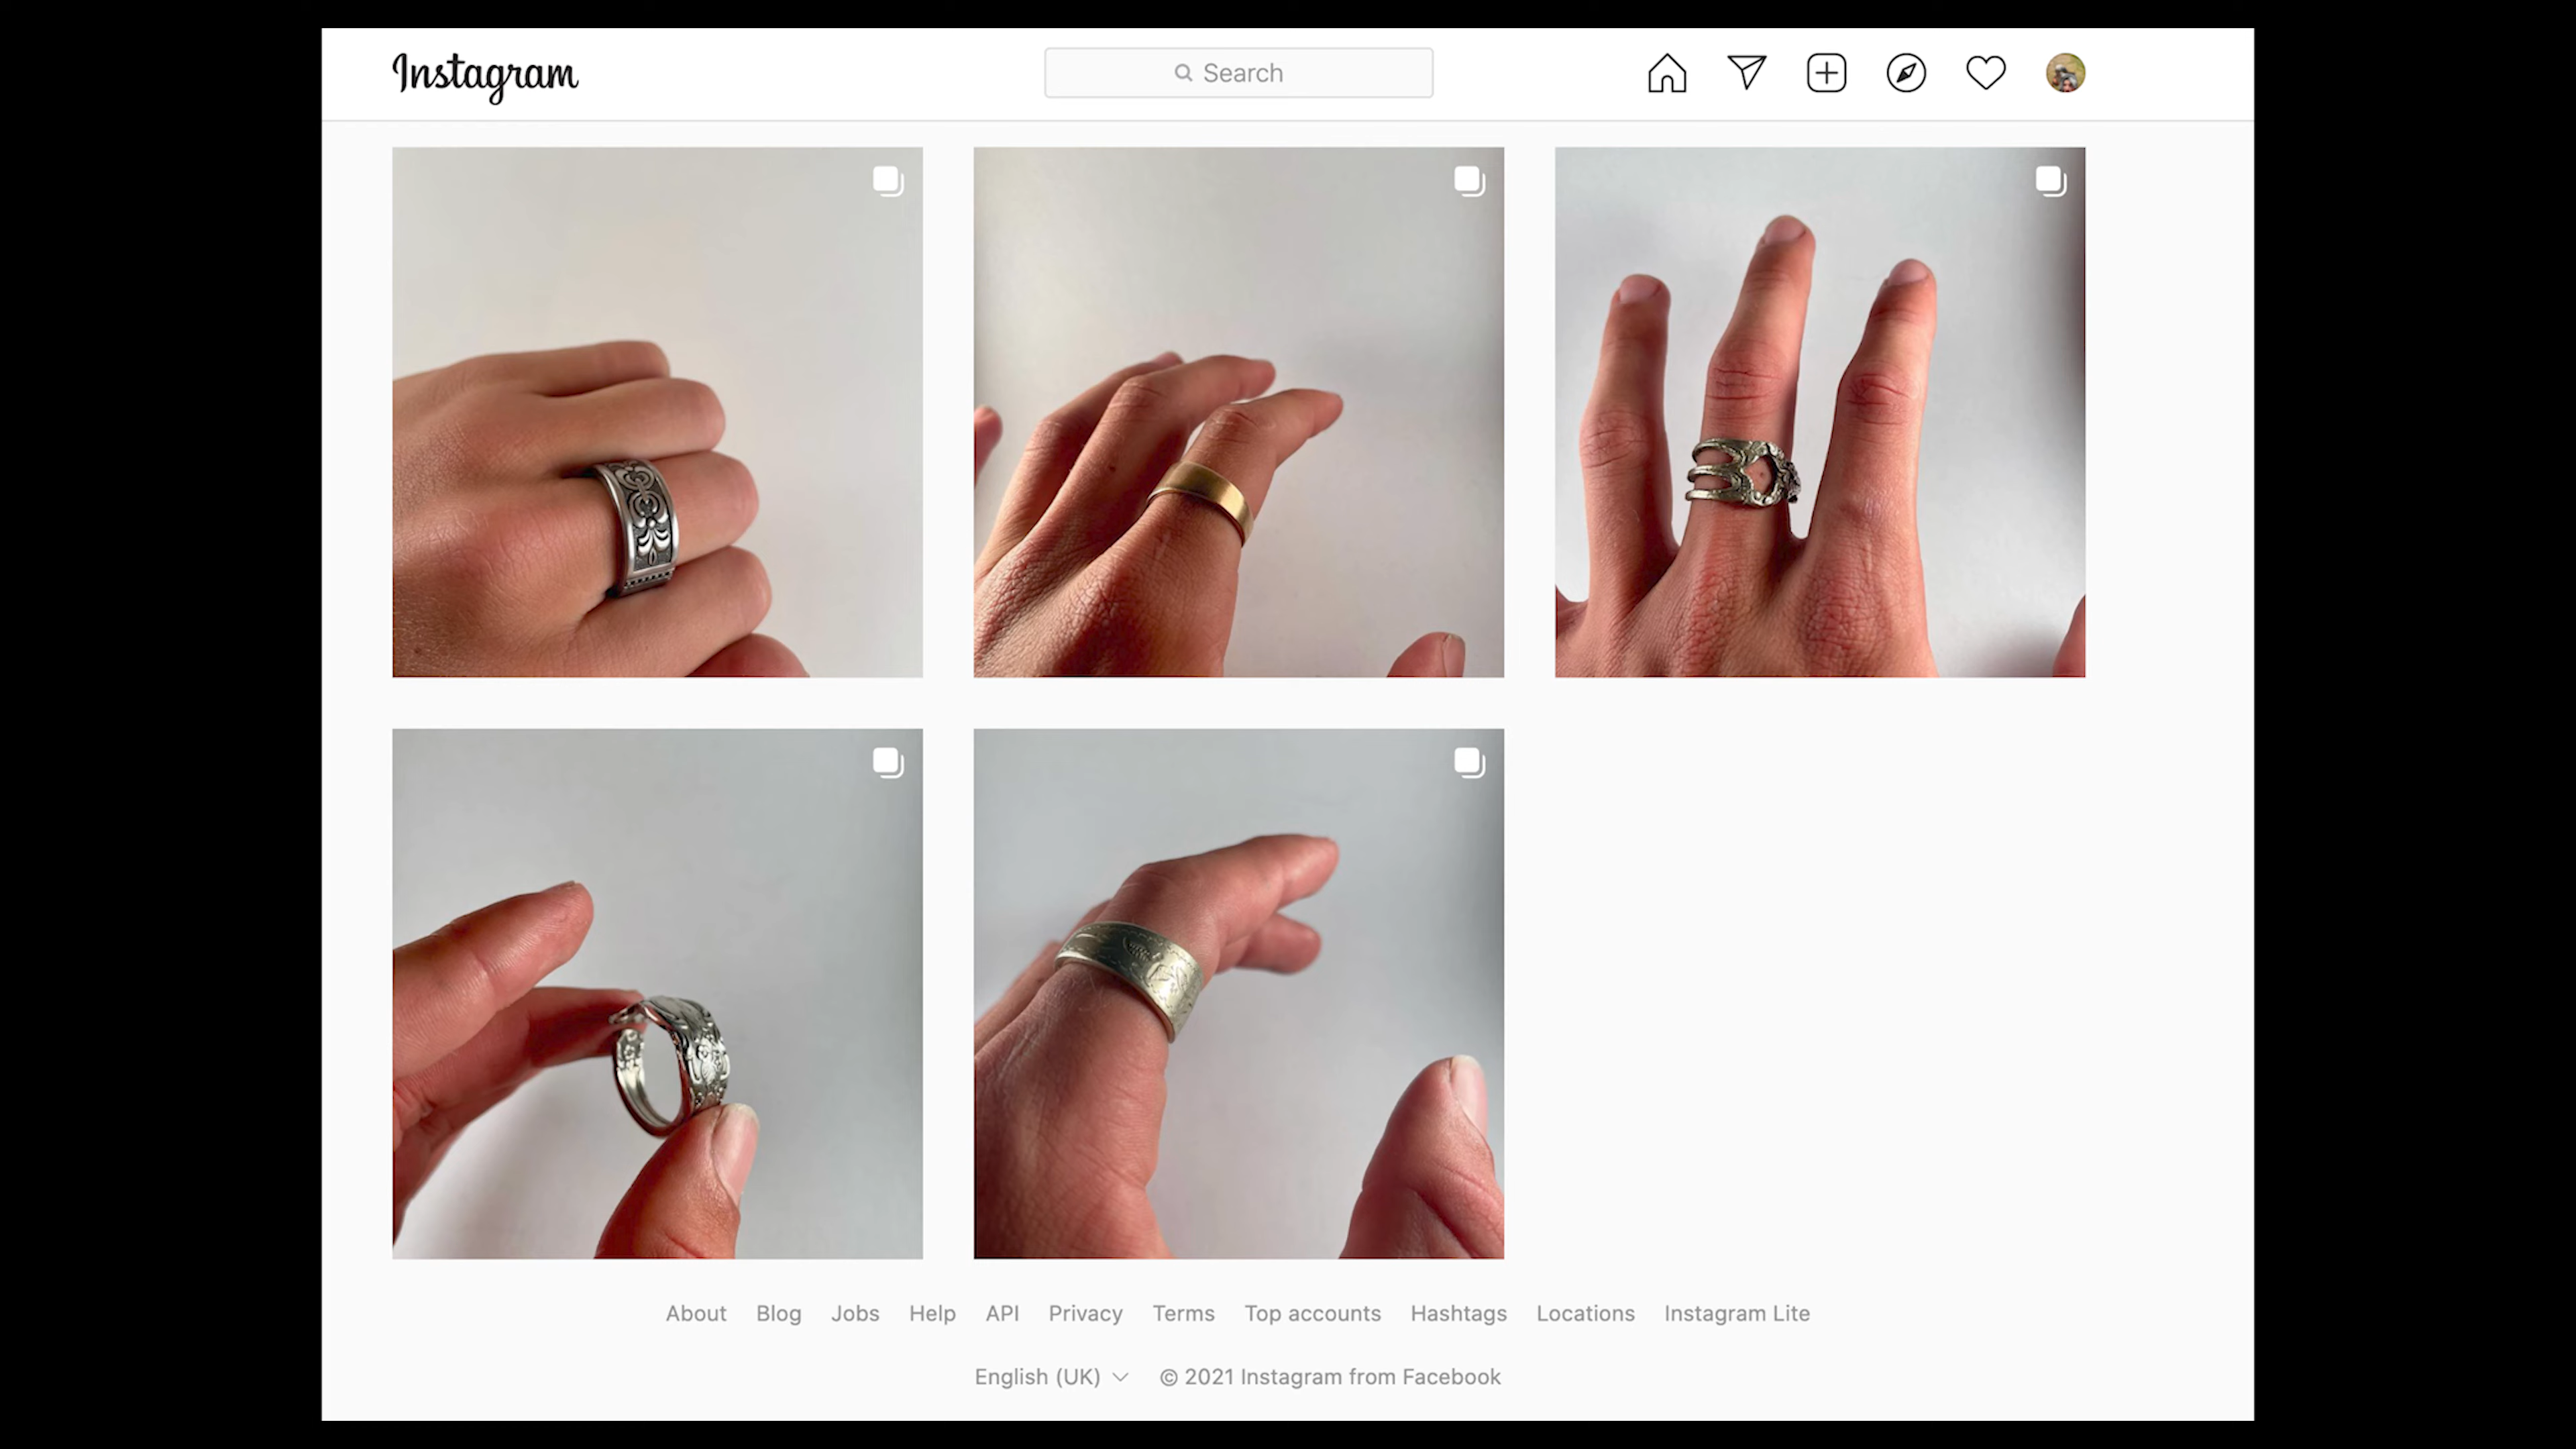 Instagram
Search
About Blog Jobs Help API Privacy Terms Top accounts Hashtags Locations Instagram Lite
English (UK) © 2021 Instagram from Facebook